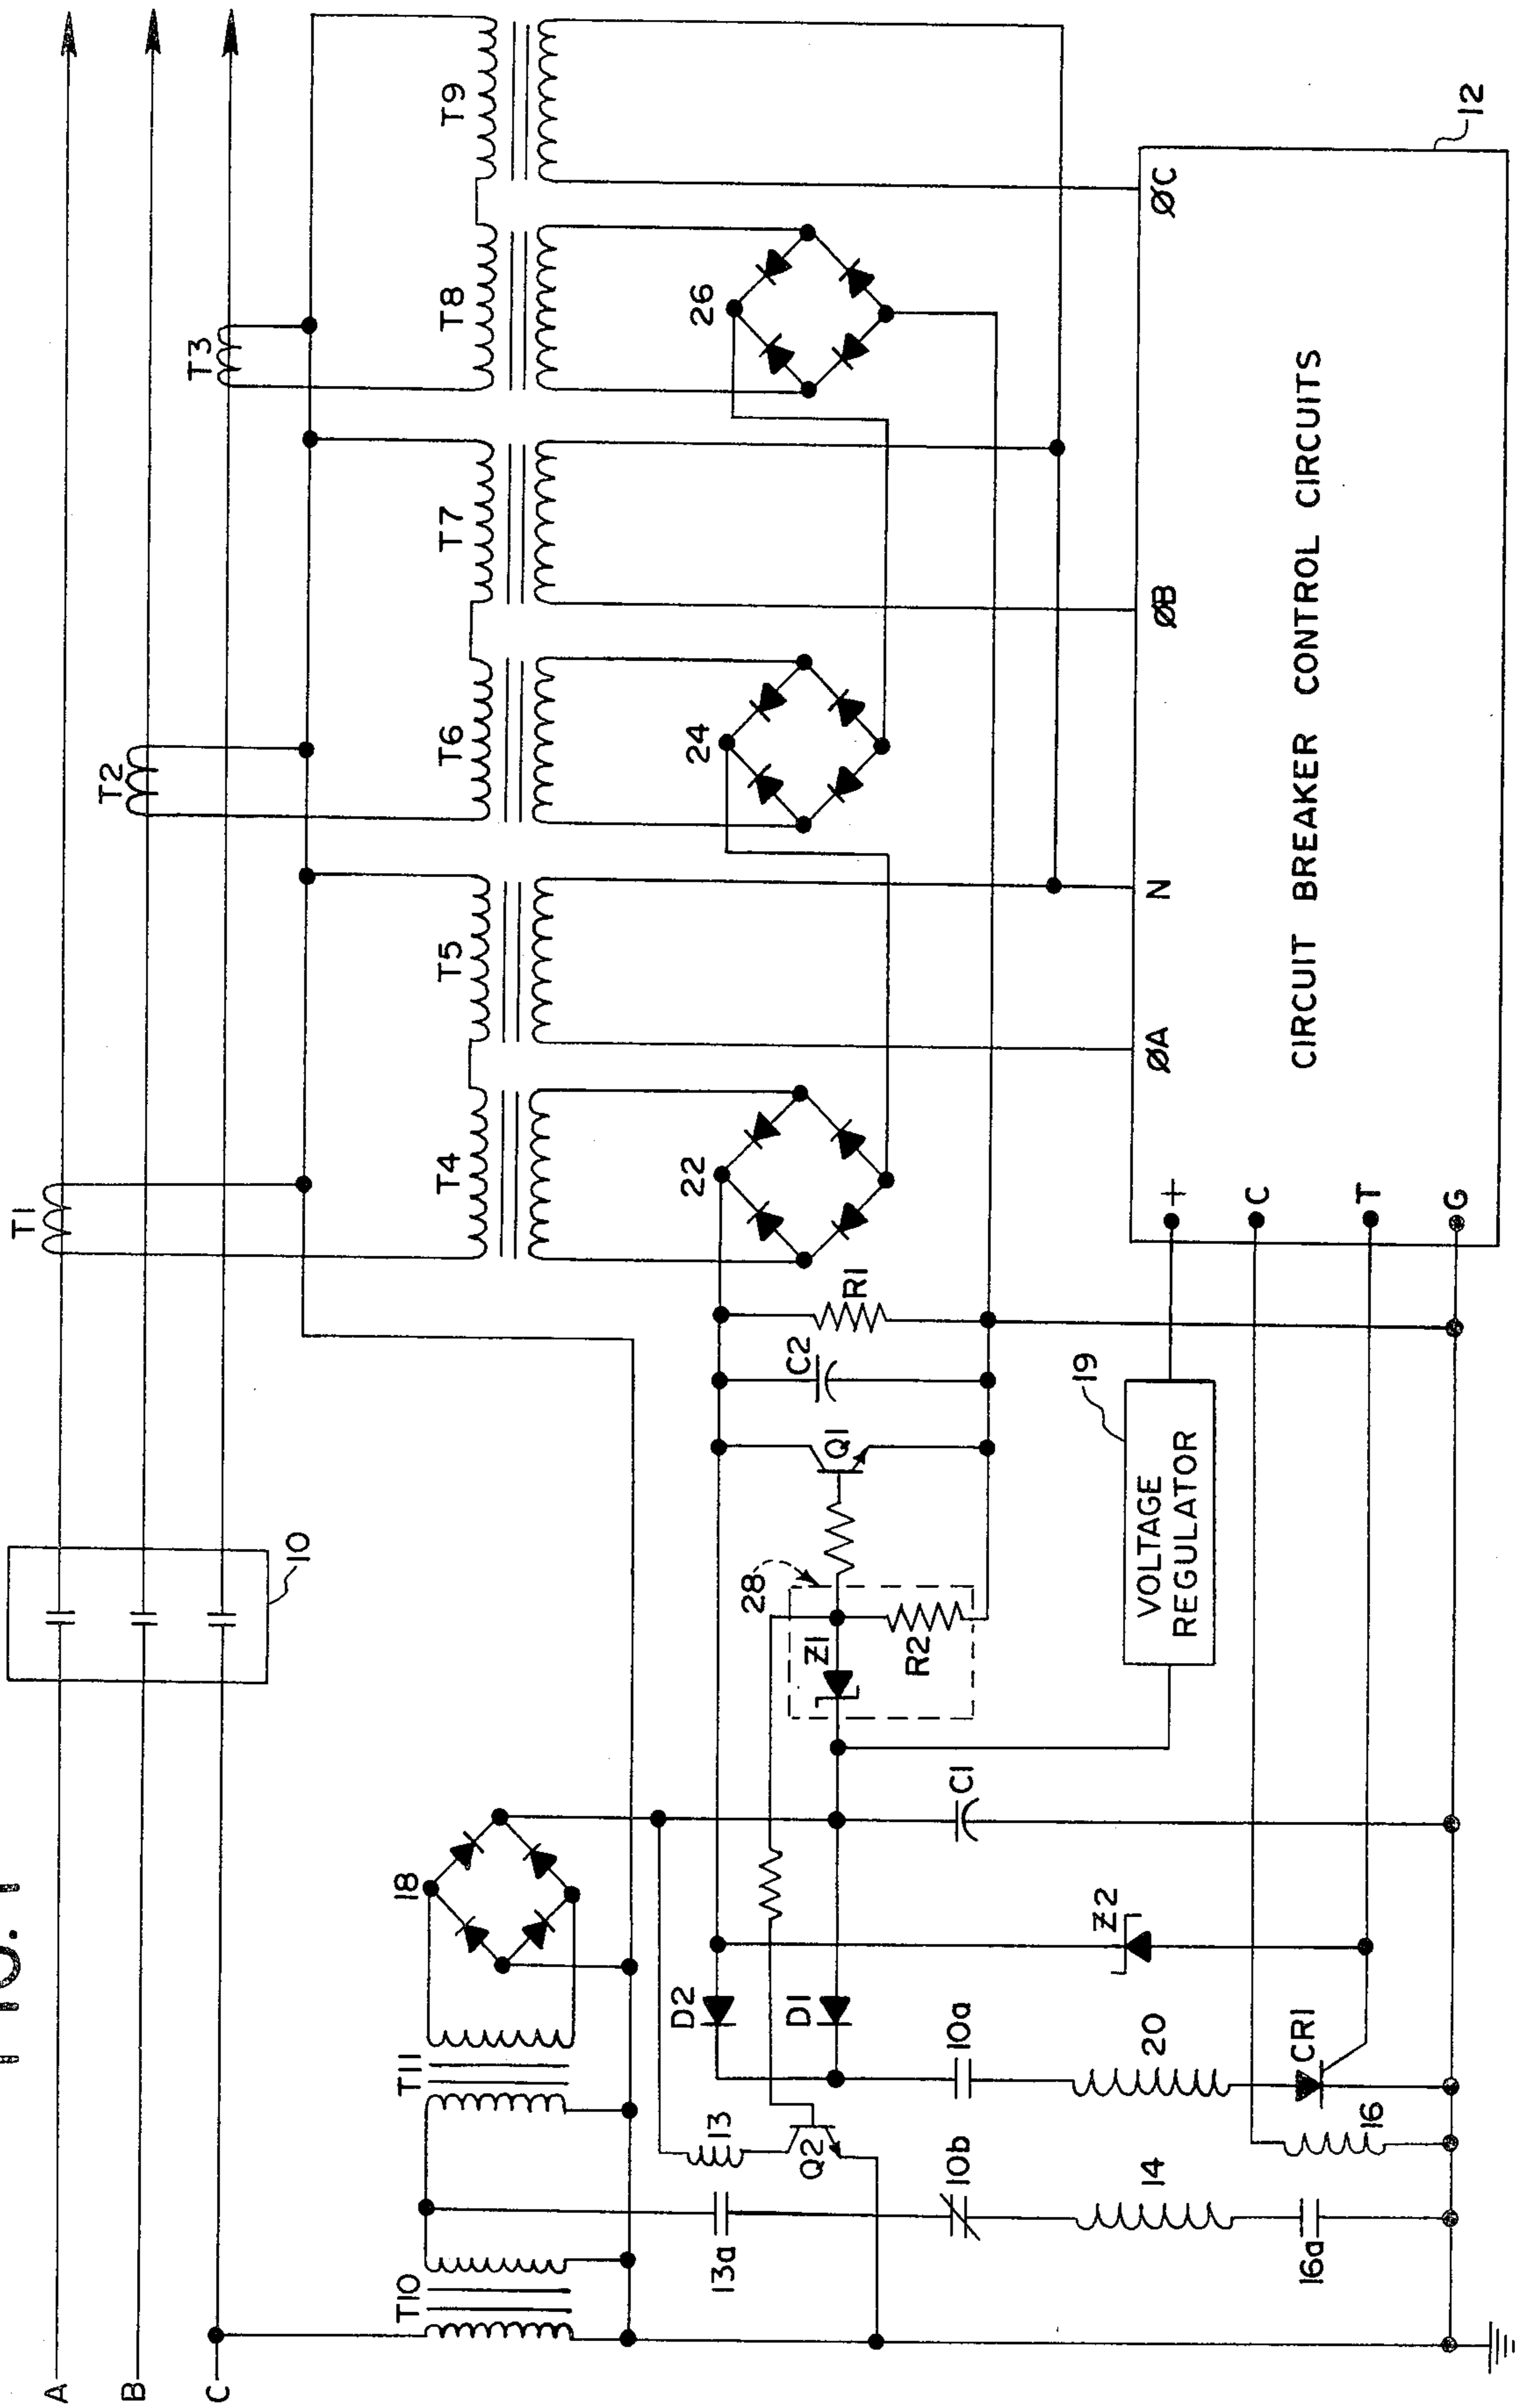 FIG. 1
A
B
C
10
T1
T2
T3
T10
T11
18
T4
T5
T6
T7
T8
T9
13
Q2
D2
D1
C1
Z1
28
R2
Q1
C2
R1
22
24
26
13a
10b
10a
14
20
16a
16
CR1
Z2
19
VOLTAGE
REGULATOR
+
C
T
G
ØA
N
ØB
ØC
CIRCUIT BREAKER CONTROL CIRCUITS
12